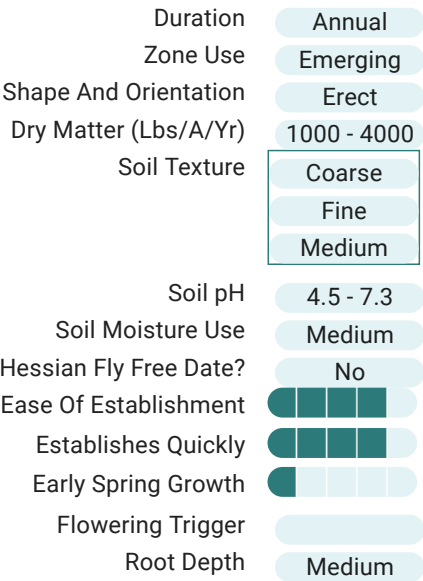 Duration Annual
Zone Use Emerging
Shape And Orientation Erect
Dry Matter (Lbs/A/Yr) 1000 - 4000
Soil Texture Coarse
Fine
Medium
Soil pH 4.5 - 7.3
Soil Moisture Use Medium
Hessian Fly Free Date? No
Ease Of Establishment
Establishes Quickly
Early Spring Growth
Flowering Trigger
Root Depth Medium